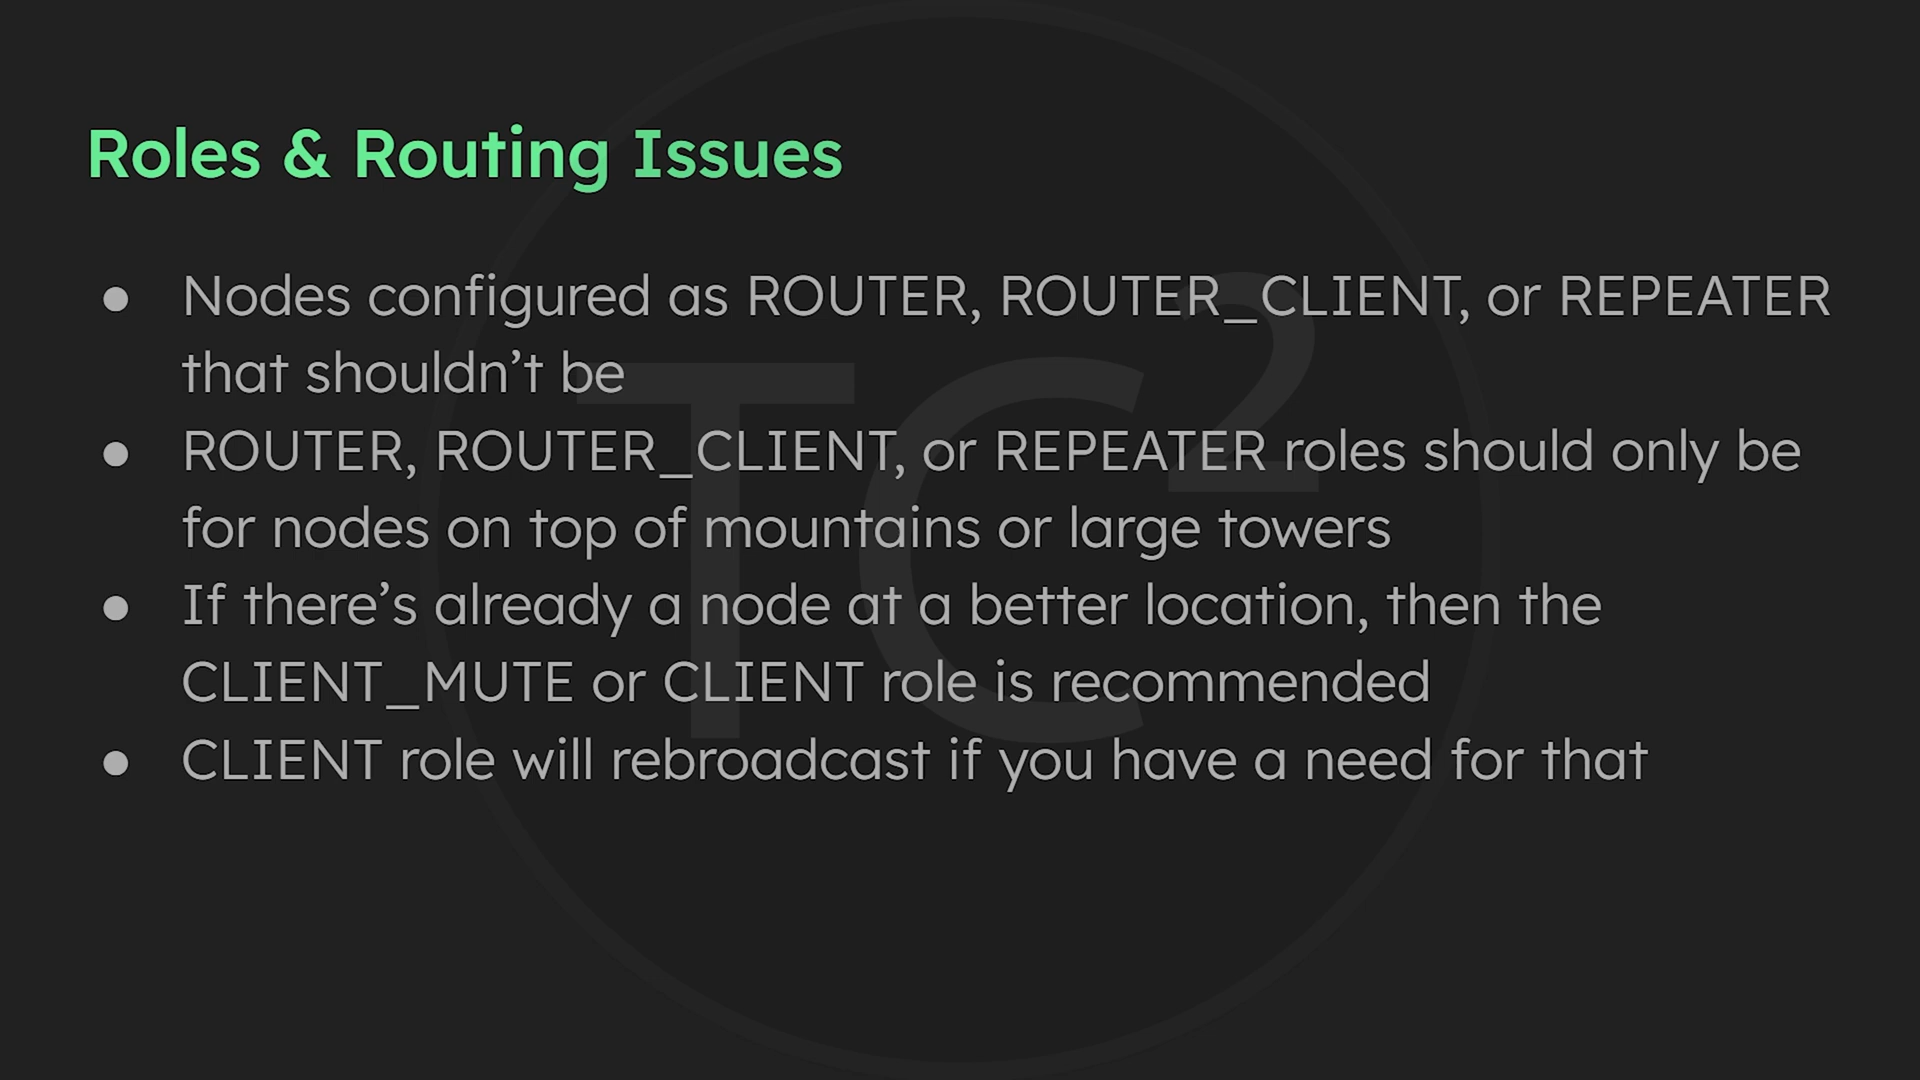 Roles & Routing Issues
● Nodes configured as ROUTER, ROUTER_CLIENT, or REPEATER
that shouldn’t be
● ROUTER, ROUTER_CLIENT, or REPEATER roles should only be
for nodes on top of mountains or large towers
● If there’s already a node at a better location, then the
CLIENT_MUTE or CLIENT role is recommended
● CLIENT role will rebroadcast if you have a need for that
TC²